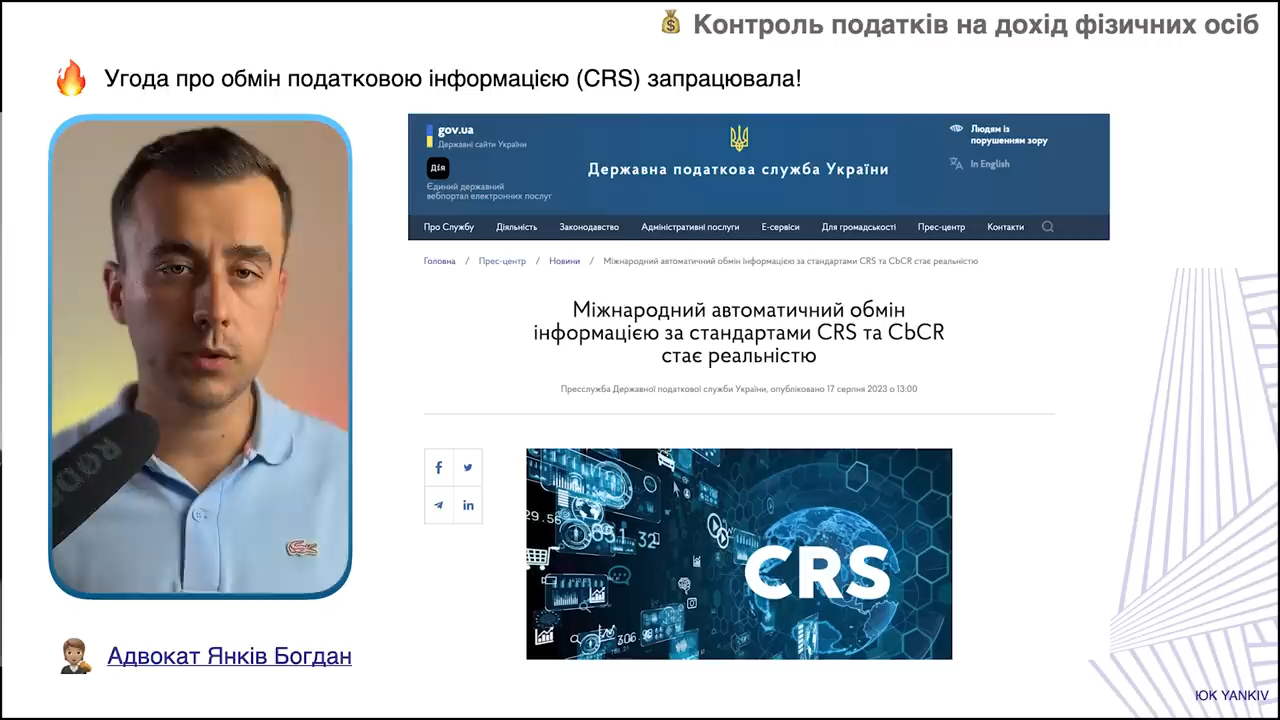 Контроль податків на дохід фізичних осіб
Угода про обмін податковою інформацією (CRS) запрацювала!
gov.ua
Державні сайти України
Дія
Єдиний державний
вебпортал електронних послуг
Державна податкова служба України
Людям із
порушенням зору
In English
Про Службу Діяльність Законодавство Адміністративні послуги Е-сервіси Для громадськості Прес-центр Контакти
Головна / Прес-центр / Новини / Міжнародний автоматичний обмін інформацією за стандартами CRS та CbCR стає реальністю
Міжнародний автоматичний обмін
інформацією за стандартами CRS та CbCR
стає реальністю
Пресслужба Державної податкової служби України, опубліковано 17 серпня 2023 о 13:00
CRS
Адвокат Янків Богдан
ЮК YANKIV